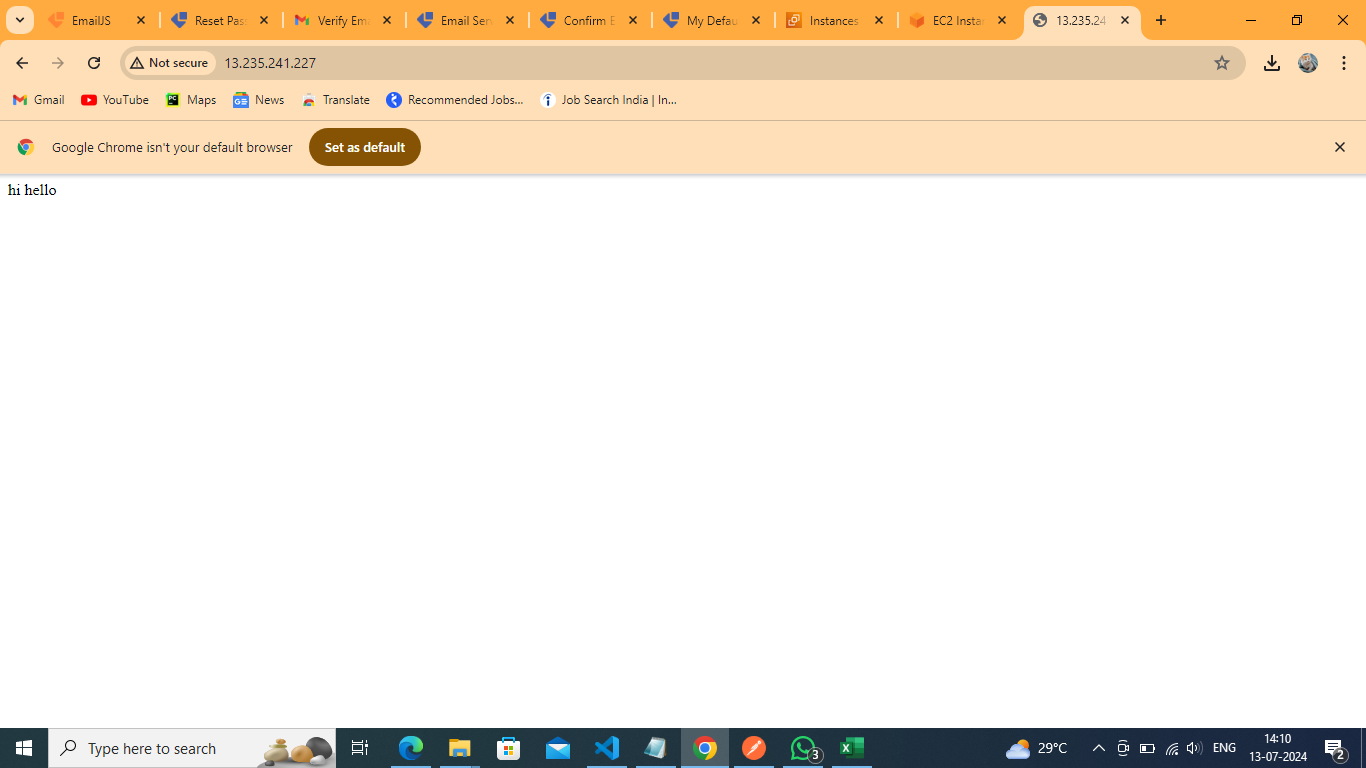 EmailJS
Reset Pas
Verify Ema
Email Serv
Confirm E
My Defau
Instances
EC2 Insta
13.235.24
Not secure
13.235.241.227
Gmail
YouTube
Maps
News
Translate
Recommended Jobs...
Job Search India | In...
Google Chrome isn't your default browser
Set as default
hi hello
Type here to search
3
29°C
ENG
14:10
13-07-2024
2